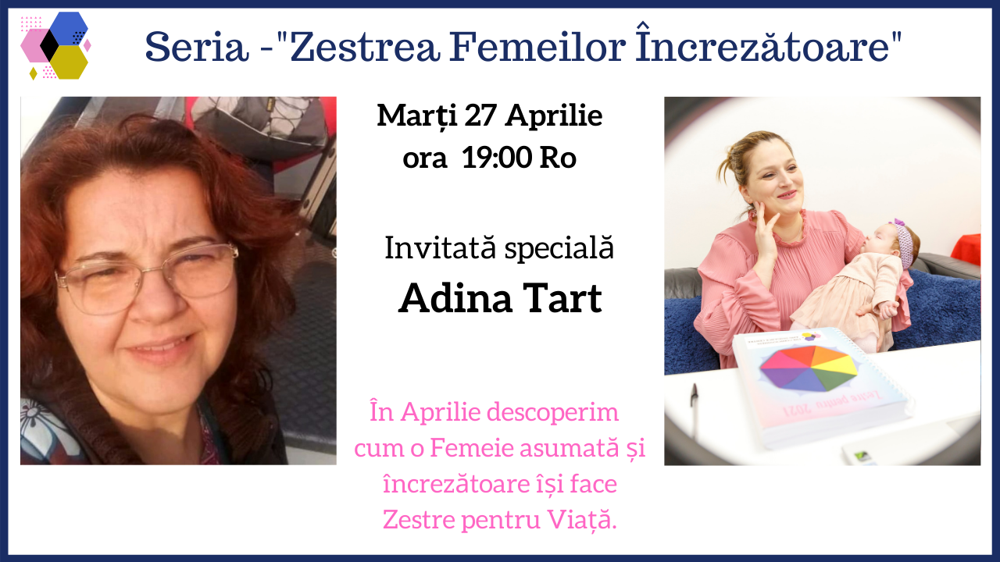 Seria -"Zestrea Femeilor Încrezătoare"
Marți 27 Aprilie
ora 19:00 Ro
Invitată specială
Adina Tart
În Aprilie descoperim
cum o Femeie asumată și
încrezătoare își face
Zestre pentru Viață.
Zestre pentru 2021